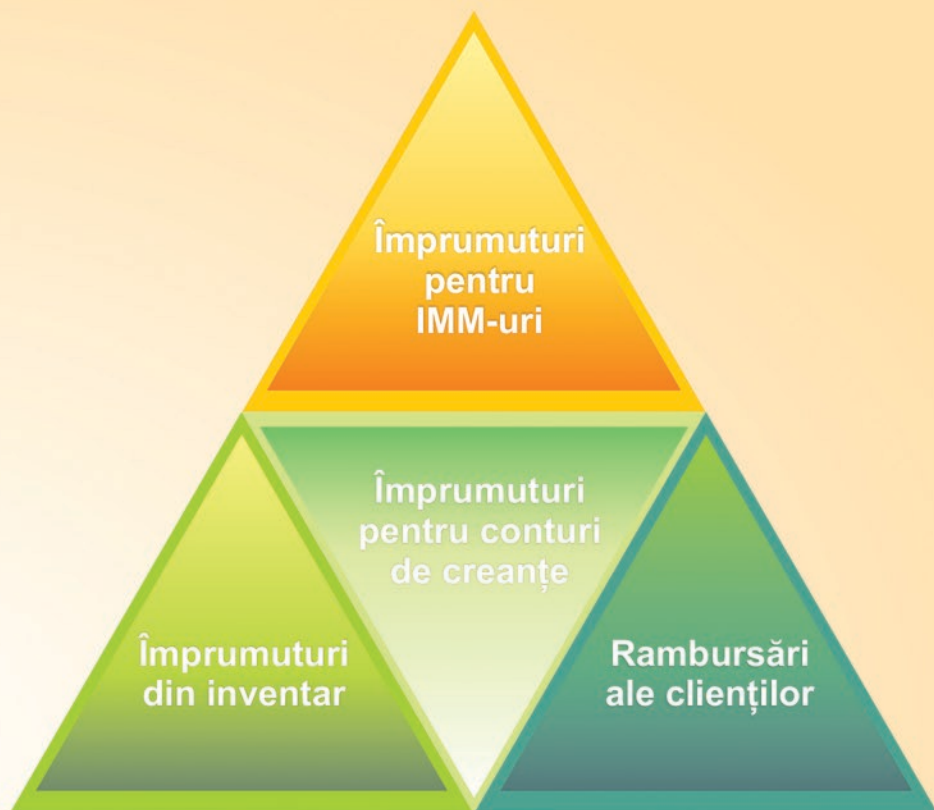 Împrumuturi
pentru
IMM-uri
Împrumuturi
pentru conturi
de creanțe
Împrumuturi
din inventar
Rambursări
ale clienților